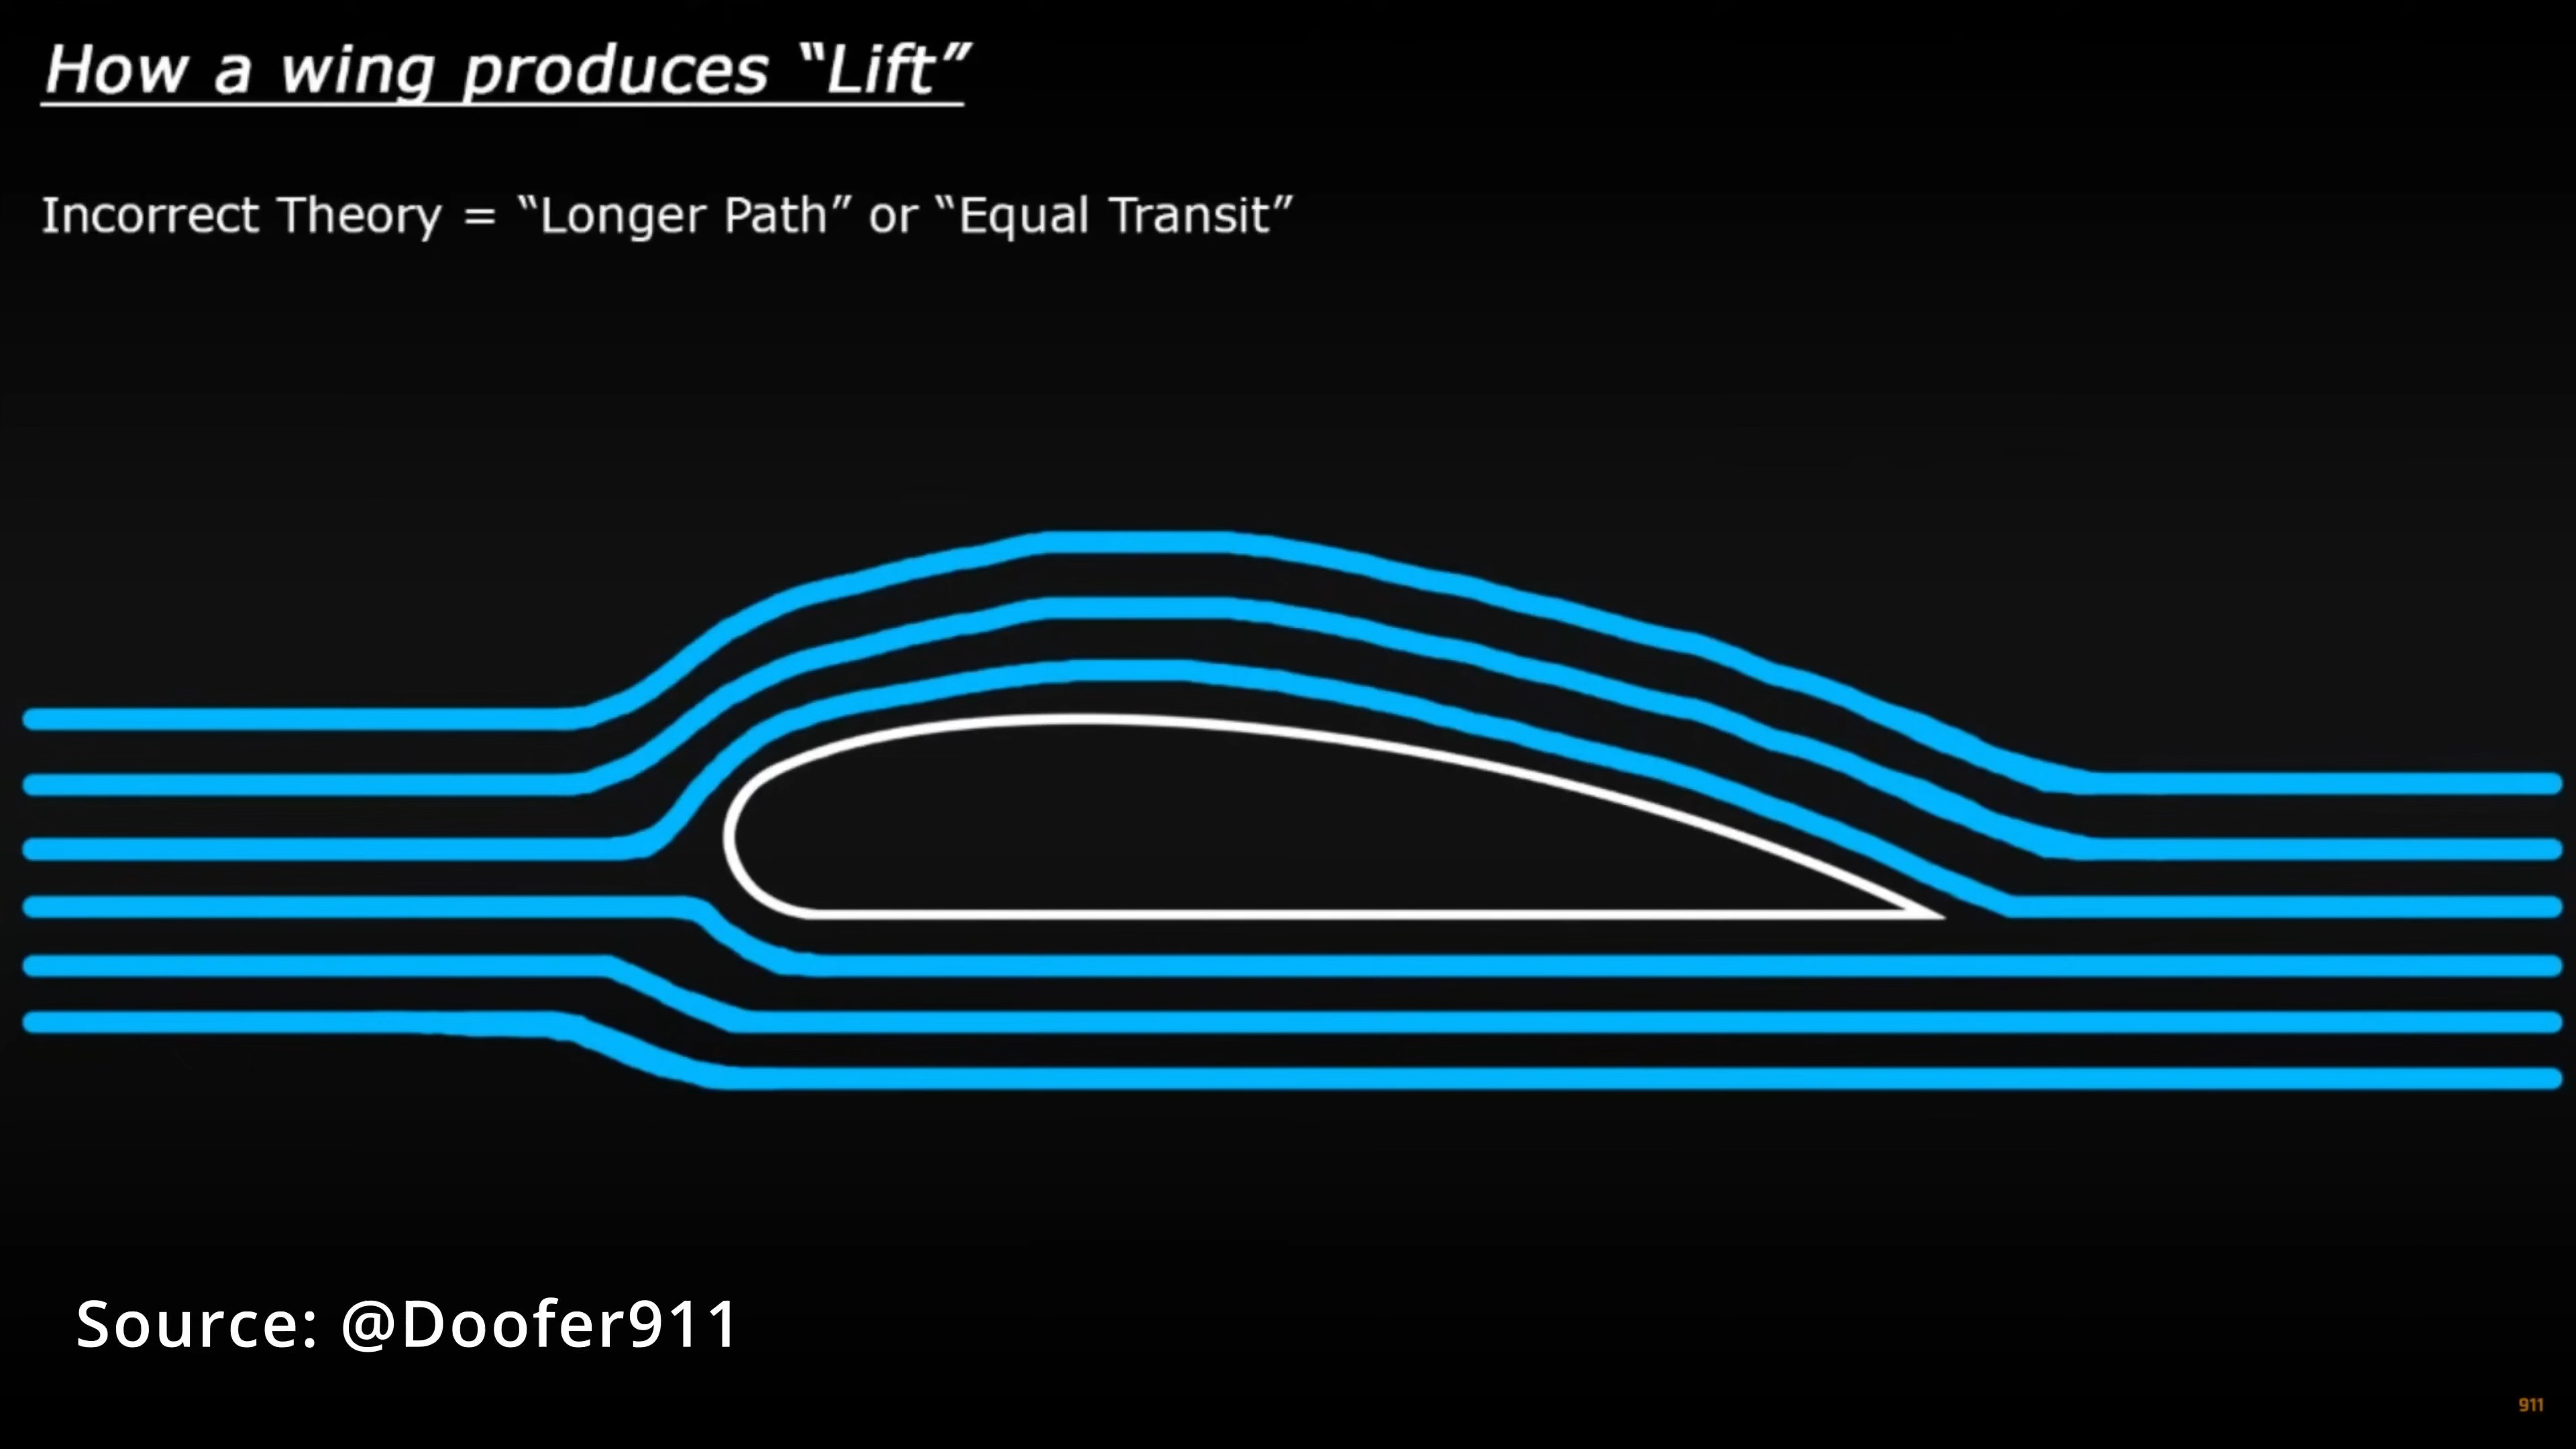 How a wing produces “Lift”
Incorrect Theory = “Longer Path” or “Equal Transit”
Source: @Doofer911
911